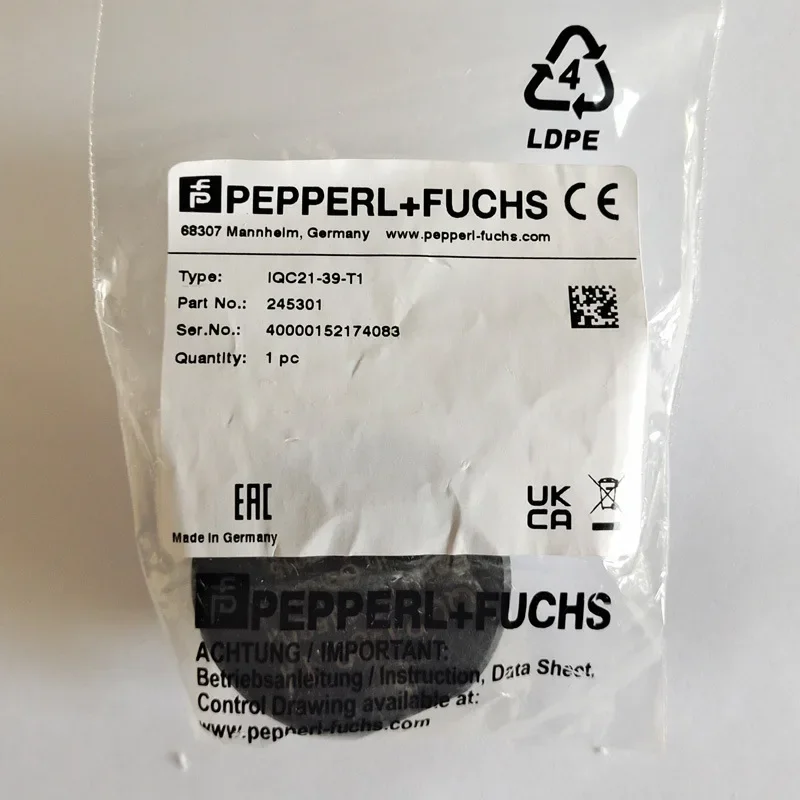 4
LDPE
PEPPERL+FUCHS CE
68307 Mannheim, Germany www.pepperl-fuchs.com
Type: IQC21-39-T1
Part No.: 245301
Ser.No.: 40000152174083
Quantity: 1 pc
EAC
UK
CA
Made in Germany
PEPPERL+FUCHS
ACHTUNG / IMPORTANT:
Betriebsanleitung / Instruction, Data Sheet,
Control Drawing available at:
www.pepperl-fuchs.com